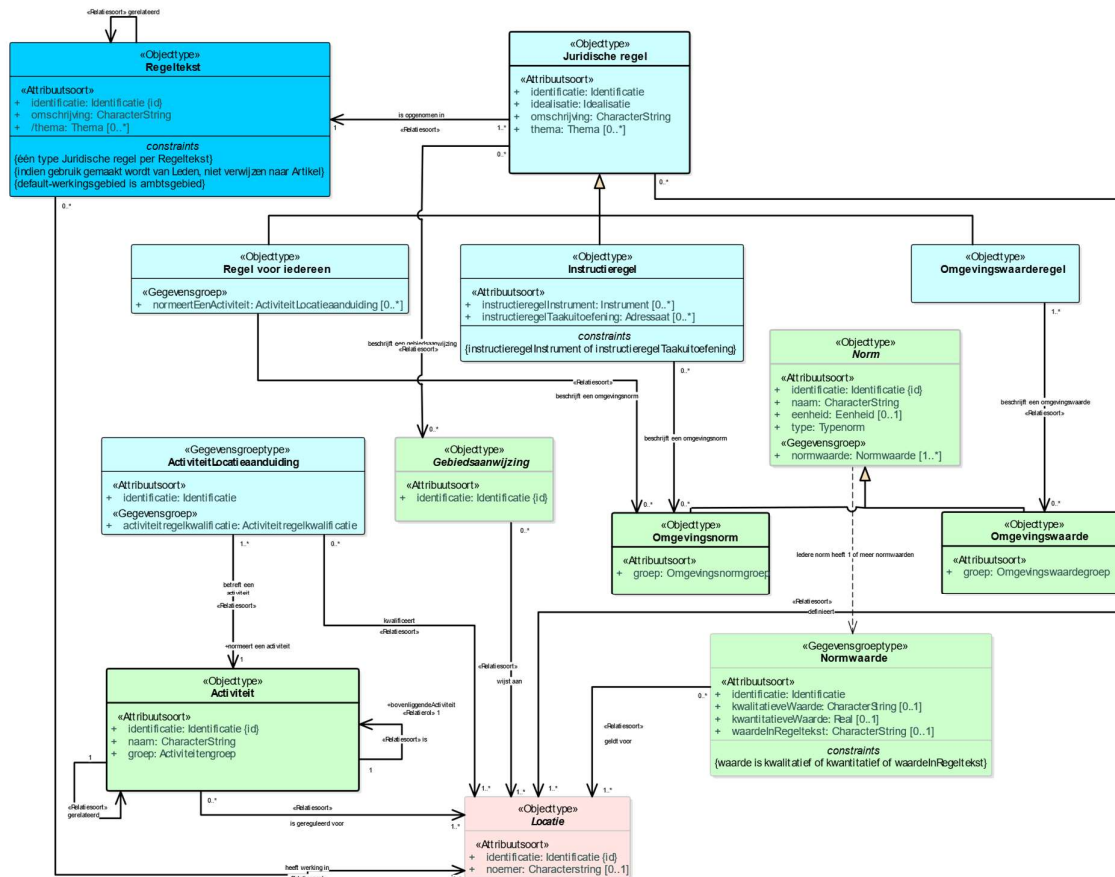 «Relatiesoort» gerelateerd
«Objecttype»
Regeltekst
«Attribuutsoort»
+ identificatie: Identificatie {id}
+ omschrijving: CharacterString
+ /thema: Thema [0..*]
constraints
{één type Juridische regel per Regeltekst}
{indien gebruik gemaakt wordt van Leden, niet verwijzen naar Artikel}
{default-werkingsgebied is ambtsgebied}
0..*
1
is opgenomen in
«Relatiesoort»
1..*
«Objecttype»
Juridische regel
«Attribuutsoort»
+ identificatie: Identificatie
+ idealisatie: Idealisatie
+ omschrijving: CharacterString
+ thema: Thema [0..*]
0..*
0..*
«Objecttype»
Regel voor iedereen
«Gegevensgroep»
+ normeertEenActiviteit: ActiviteitLocatieaanduiding [0..*]
«Objecttype»
Instructieregel
«Attribuutsoort»
+ instructieregelInstrument: Instrument [0..*]
+ instructieregelTaakuitoefening: Adressaat [0..*]
constraints
{instructieregelInstrument of instructieregelTaakuitoefening}
0..*
«Objecttype»
Omgevingswaarderegel
1..*
beschrijft een gebiedsaanwijzing
«Relatiesoort»
0..*
«Relatiesoort»
beschrijft een omgevingsnorm
0..*
beschrijft een omgevingsnorm
0..*
«Objecttype»
Norm
«Attribuutsoort»
+ identificatie: Identificatie {id}
+ naam: CharacterString
+ eenheid: Eenheid [0..1]
+ type: Typenorm
«Gegevensgroep»
+ normwaarde: Normwaarde [1..*]
beschrijft een omgevingswaarde
«Relatiesoort»
0..*
«Gegevensgroeptype»
ActiviteitLocatieaanduiding
«Attribuutsoort»
+ identificatie: Identificatie
«Gegevensgroep»
+ activiteitregelkwalificatie: Activiteitregelkwalificatie
1..*
0..*
«Objecttype»
Gebiedsaanwijzing
«Attribuutsoort»
+ identificatie: Identificatie {id}
0..*
«Objecttype»
Omgevingsnorm
«Attribuutsoort»
+ groep: Omgevingsnormgroep
«Objecttype»
Omgevingswaarde
«Attribuutsoort»
+ groep: Omgevingswaardegroep
Iedere norm heeft 1 of meer normwaarden
betreft een
activiteit
«Relatiesoort»
+normeert een activiteit
1
kwalificeert
«Relatiesoort»
1..*
«Relatiesoort»
wijst aan
1..*
«Relatiesoort»
definieert
1..*
«Gegevensgroeptype»
Normwaarde
«Attribuutsoort»
+ identificatie: Identificatie
+ kwalitatieveWaarde: CharacterString [0..1]
+ kwantitatieveWaarde: Real [0..1]
+ waardeInRegeltekst: CharacterString [0..1]
constraints
{waarde is kwalitatief of kwantitatief of waardeInRegeltekst}
0..*
«Relatiesoort»
geldt voor
1..*
«Objecttype»
Activiteit
«Attribuutsoort»
+ identificatie: Identificatie {id}
+ naam: CharacterString
+ groep: Activiteitengroep
+bovenliggendeActiviteit
«Relatierol» 1
«Relatiesoort» is
1
1
«Relatiesoort»
gerelateerd
0..*
«Relatiesoort»
is gereguleerd voor
1..*
«Objecttype»
Locatie
«Attribuutsoort»
+ identificatie: Identificatie {id}
+ noemer: Characterstring [0..1]
heeft werking in
1..*